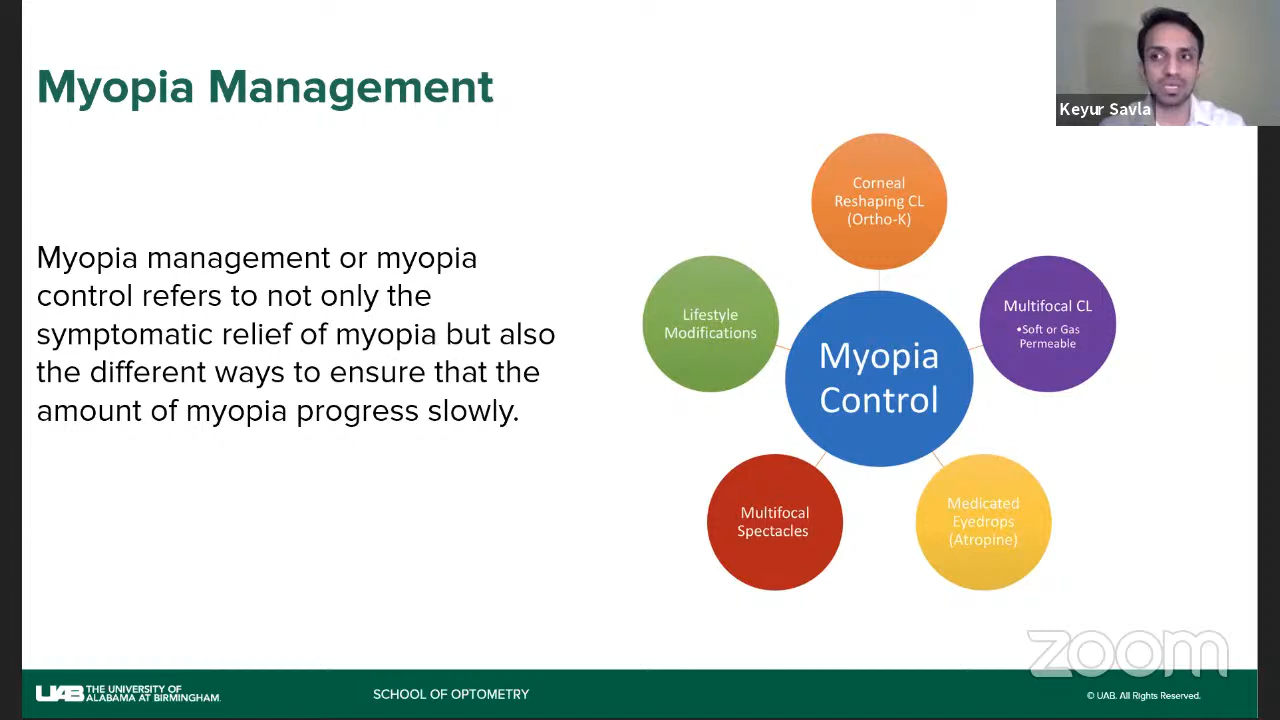 Myopia Management
Keyur Savla
Myopia management or myopia
control refers to not only the
symptomatic relief of myopia but also
the different ways to ensure that the
amount of myopia progress slowly.
Corneal
Reshaping CL
(Ortho-K)
Lifestyle
Modifications
Multifocal CL
•Soft or Gas
Permeable
Myopia
Control
Multifocal
Spectacles
Medicated
Eyedrops
(Atropine)
zoom
UAB THE UNIVERSITY OF
ALABAMA AT BIRMINGHAM.
SCHOOL OF OPTOMETRY
© UAB. All Rights Reserved.